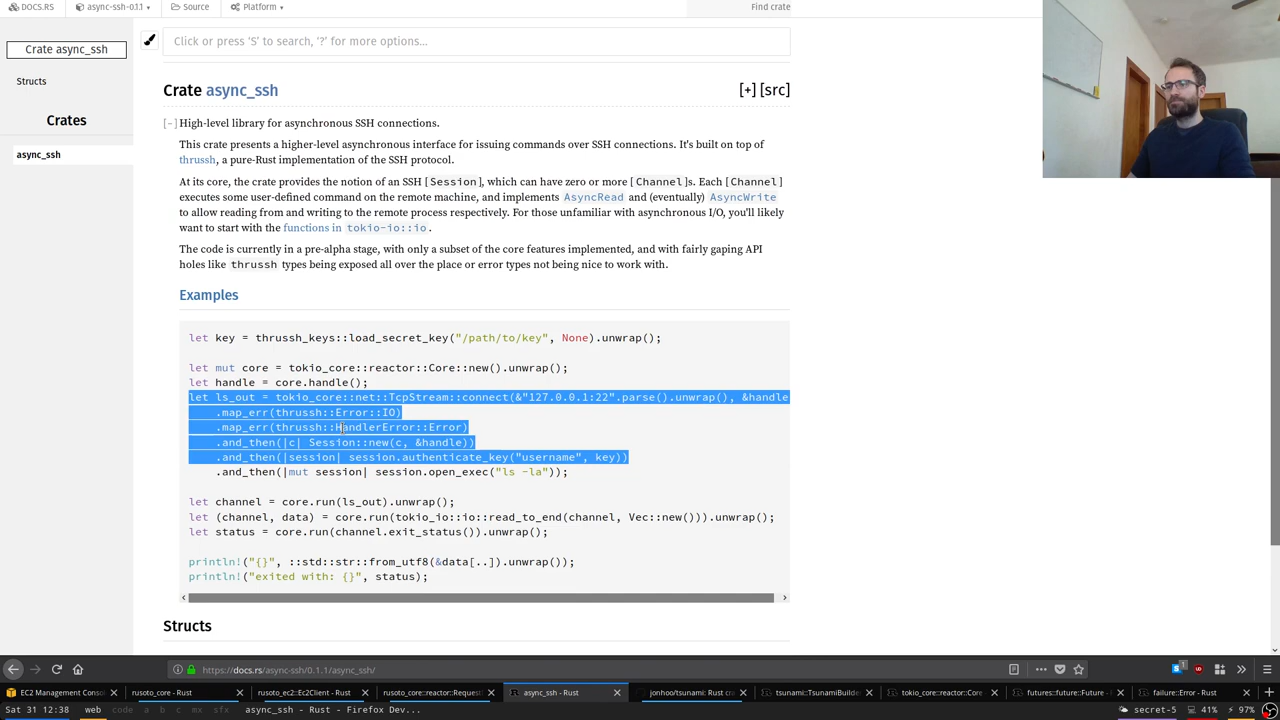 DOCS.RS
async-ssh-0.1.1
Source
Platform
Find crate
Crate async_ssh
Structs
Crates
async_ssh
Click or press ‘S’ to search, ‘?’ for more options…
Crate async_ssh
[+] [src]
[-] High-level library for asynchronous SSH connections.
This crate presents a higher-level asynchronous interface for issuing commands over SSH connections. It's built on top of
thrussh, a pure-Rust implementation of the SSH protocol.
At its core, the crate provides the notion of an SSH [Session], which can have zero or more [Channel]s. Each [Channel]
executes some user-defined command on the remote machine, and implements AsyncRead and (eventually) AsyncWrite
to allow reading from and writing to the remote process respectively. For those unfamiliar with asynchronous I/O, you'll likely
want to start with the functions in tokio-io::io.
The code is currently in a pre-alpha stage, with only a subset of the core features implemented, and with fairly gaping API
holes like thrussh types being exposed all over the place or error types not being nice to work with.
Examples
let key = thrussh_keys::load_secret_key("/path/to/key", None).unwrap();
let mut core = tokio_core::reactor::Core::new().unwrap();
let handle = core.handle();
let ls_out = tokio_core::net::TcpStream::connect(&"127.0.0.1:22".parse().unwrap(), &handle
.map_err(thrussh::Error::IO)
.map_err(thrussh::HandlerError::Error)
.and_then(|c| Session::new(c, &handle))
.and_then(|session| session.authenticate_key("username", key))
.and_then(|mut session| session.open_exec("ls -la"));
let channel = core.run(ls_out).unwrap();
let (channel, data) = core.run(tokio_io::io::read_to_end(channel, Vec::new())).unwrap();
let status = core.run(channel.exit_status()).unwrap();
println!("{}", ::std::str::from_utf8(&data[..]).unwrap());
println!("exited with: {}", status);
Structs
https://docs.rs/async-ssh/0.1.1/async_ssh/
1
EC2 Management Conso
rusoto_core - Rust
rusoto_ec2::Ec2Client - Rust
rusoto_core::reactor::Request
async_ssh - Rust
jonhoo/tsunami: Rust cr
tsunami::TsunamiBuilder
tokio_core::reactor::Core
futures::future::Future -
failure::Error - Rust
Sat 31 12:38 web code a b c mx sfx async_ssh - Rust - Firefox Dev...
secret-5 41% 97%